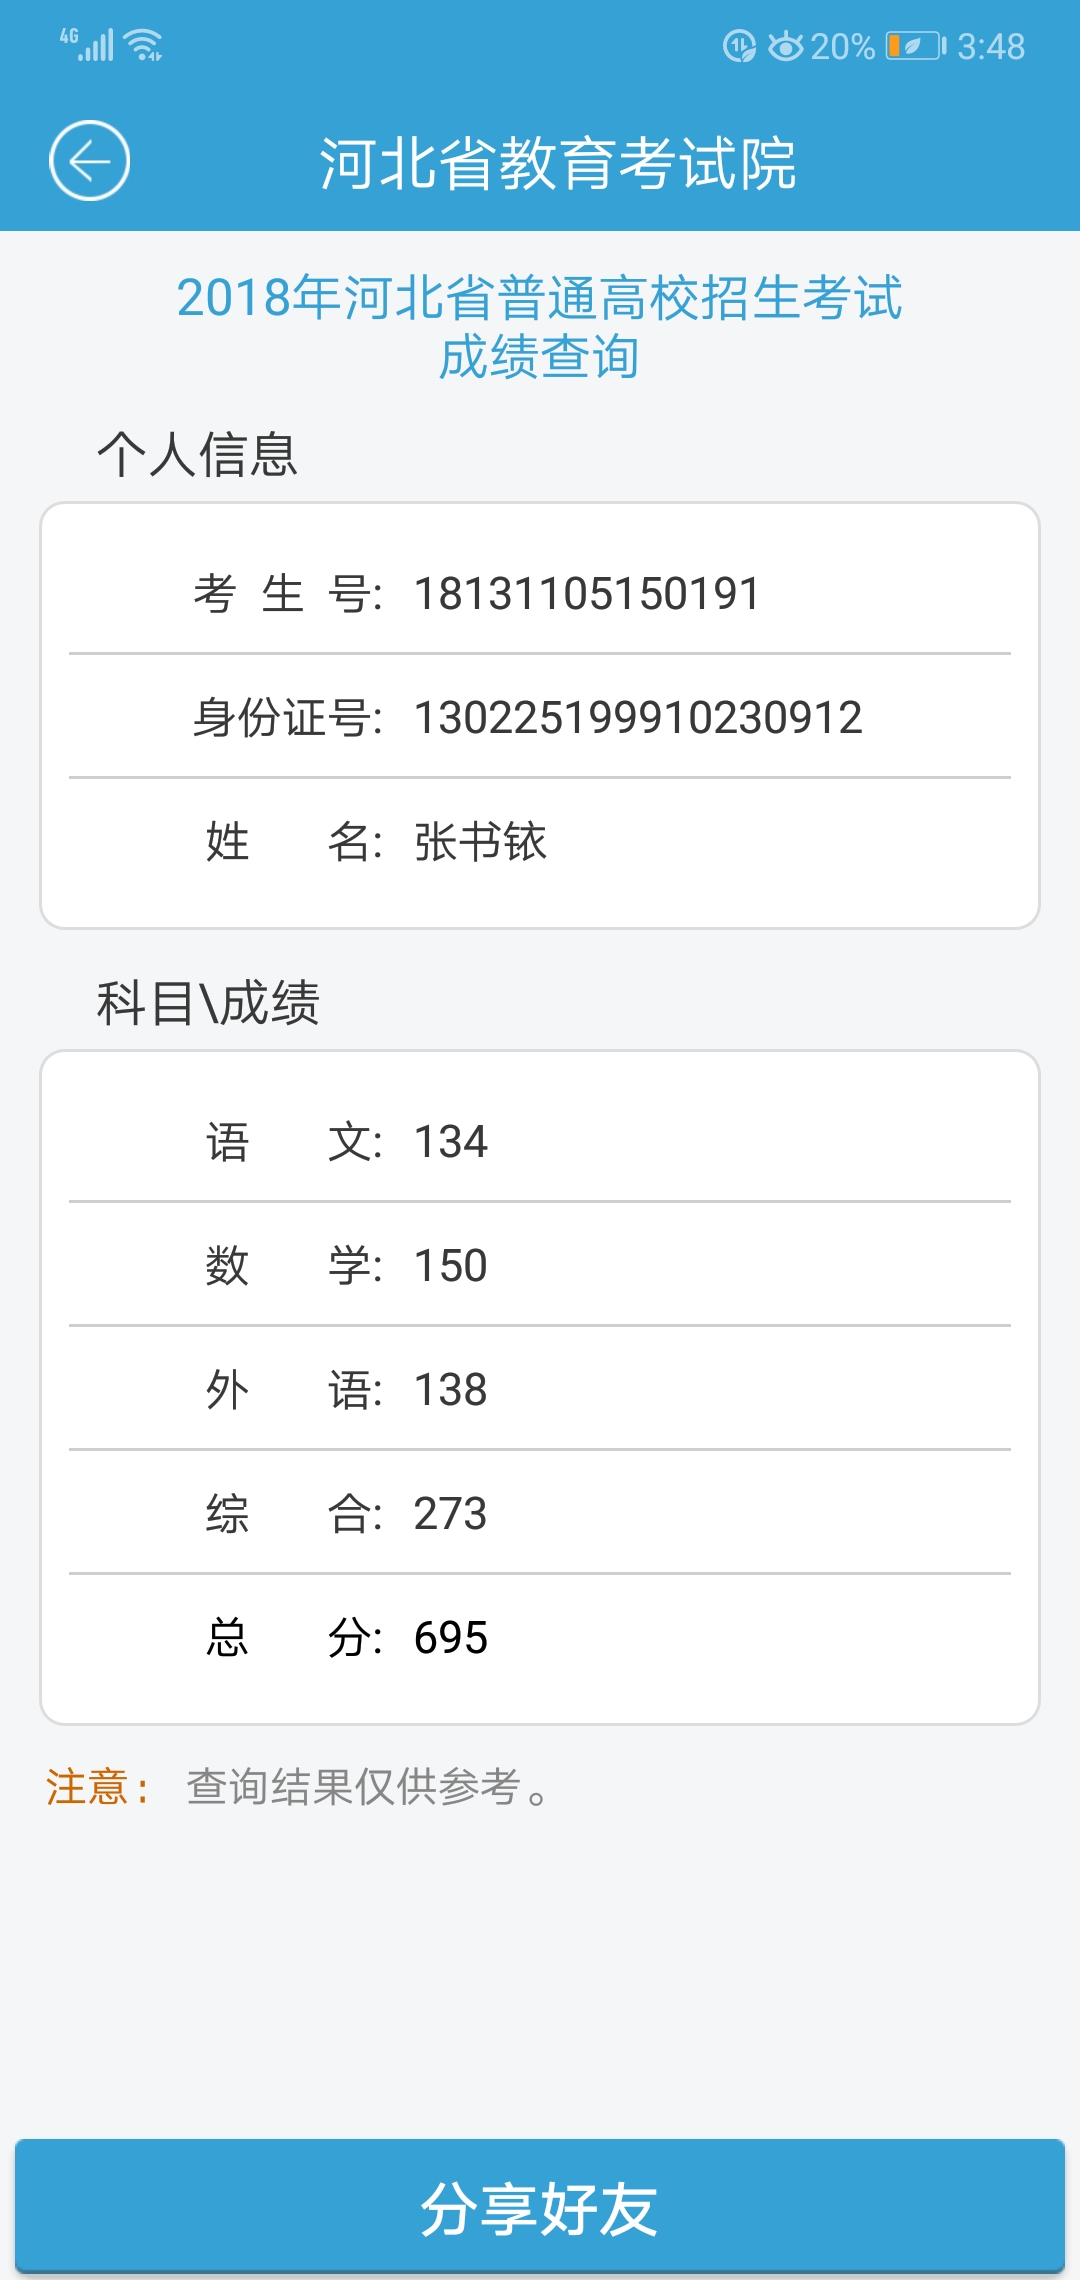 4G 20% 3:48
河北省教育考试院
2018年河北省普通高校招生考试
成绩查询
个人信息
考生号: 18131105150191
身份证号: 130225199910230912
姓名: 张书铱
科目\成绩
语文: 134
数学: 150
外语: 138
综合: 273
总分: 695
注意: 查询结果仅供参考。
分享好友